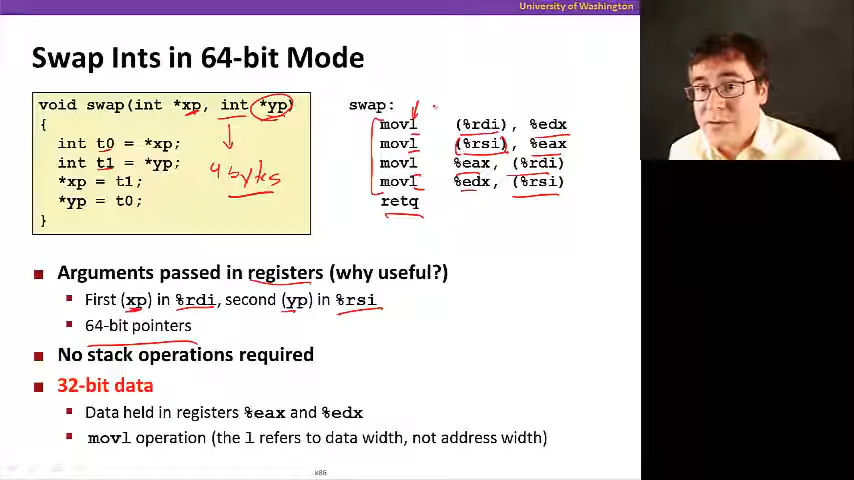 University of Washington
Swap Ints in 64-bit Mode
void swap(int *xp, int *yp)
{
int t0 = *xp;
int t1 = *yp;
*xp = t1;
*yp = t0;
}
4 bytes
swap:
movl (%rdi), %edx
movl (%rsi), %eax
movl %eax, (%rdi)
movl %edx, (%rsi)
retq
Arguments passed in registers (why useful?)
First (xp) in %rdi, second (yp) in %rsi
64-bit pointers
No stack operations required
32-bit data
Data held in registers %eax and %edx
movl operation (the l refers to data width, not address width)
x86